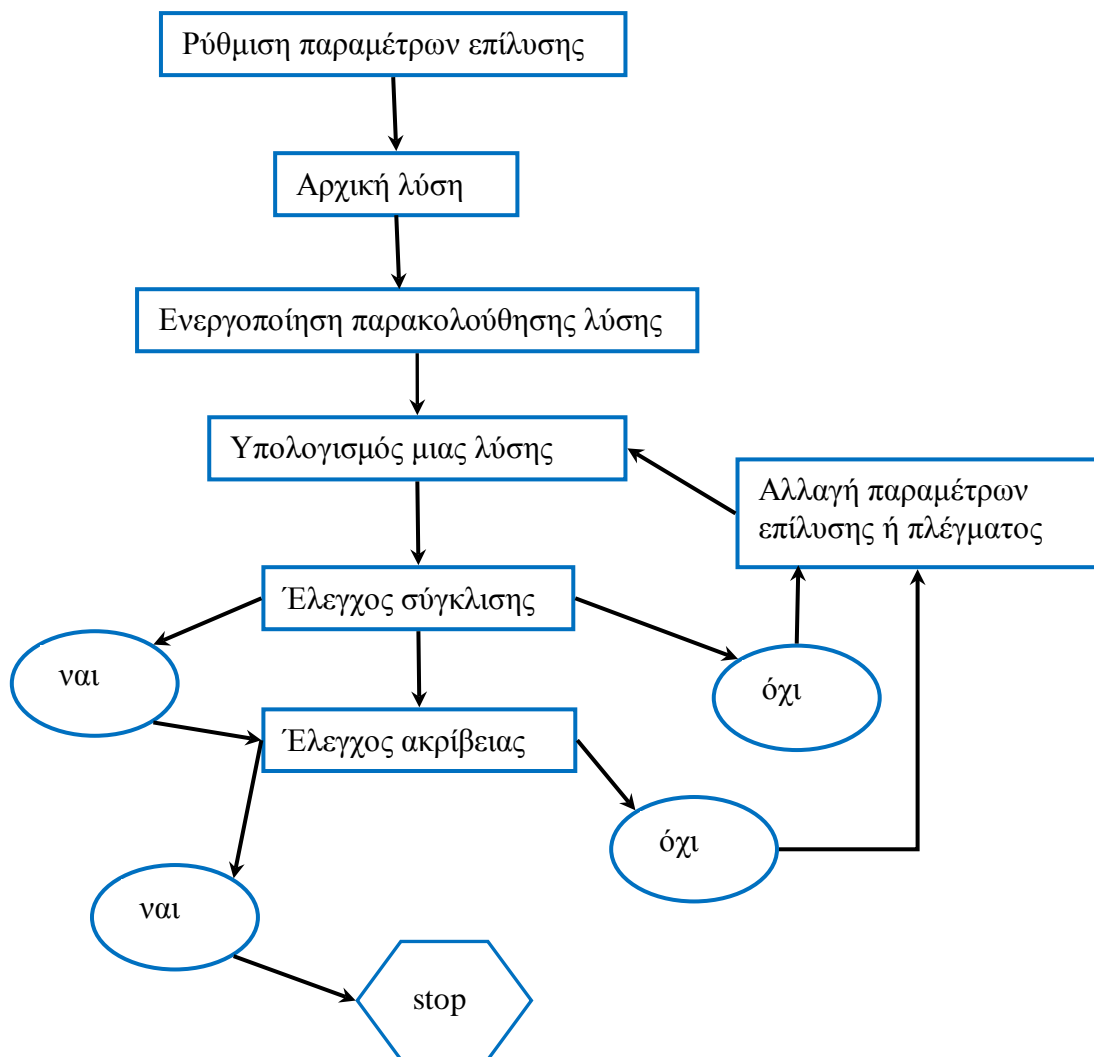 Ρύθμιση παραμέτρων επίλυσης
Αρχική λύση
Ενεργοποίηση παρακολούθησης λύσης
Υπολογισμός μιας λύσης
Αλλαγή παραμέτρων
επίλυσης ή πλέγματος
Έλεγχος σύγκλισης
ναι
όχι
Έλεγχος ακρίβειας
όχι
ναι
stop